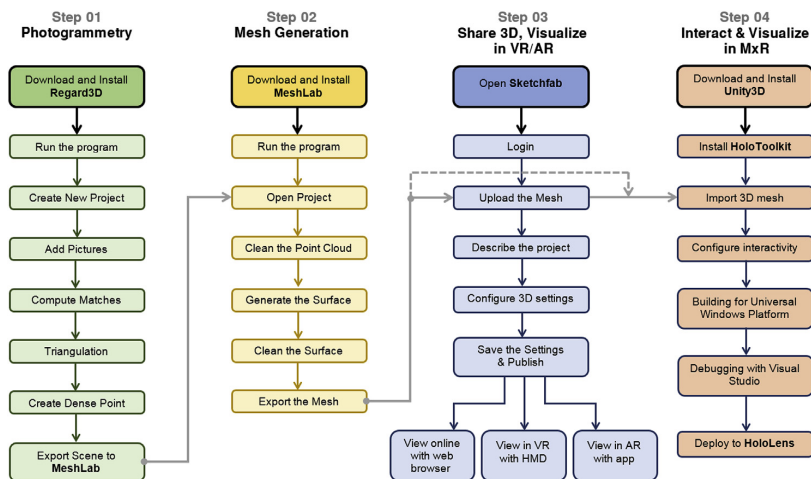 Step 01
Photogrammetry
Download and Install
Regard3D
Run the program
Create New Project
Add Pictures
Compute Matches
Triangulation
Create Dense Point
Export Scene to
MeshLab
Step 02
Mesh Generation
Download and Install
MeshLab
Run the program
Open Project
Clean the Point Cloud
Generate the Surface
Clean the Surface
Export the Mesh
Step 03
Share 3D, Visualize
in VR/AR
Open Sketchfab
Login
Upload the Mesh
Describe the project
Configure 3D settings
Save the Settings
& Publish
View online
with web
browser
View in VR
with HMD
View in AR
with app
Step 04
Interact & Visualize
in MxR
Download and Install
Unity3D
Install HoloToolkit
Import 3D mesh
Configure interactivity
Building for Universal
Windows Platform
Debugging with Visual
Studio
Deploy to HoloLens